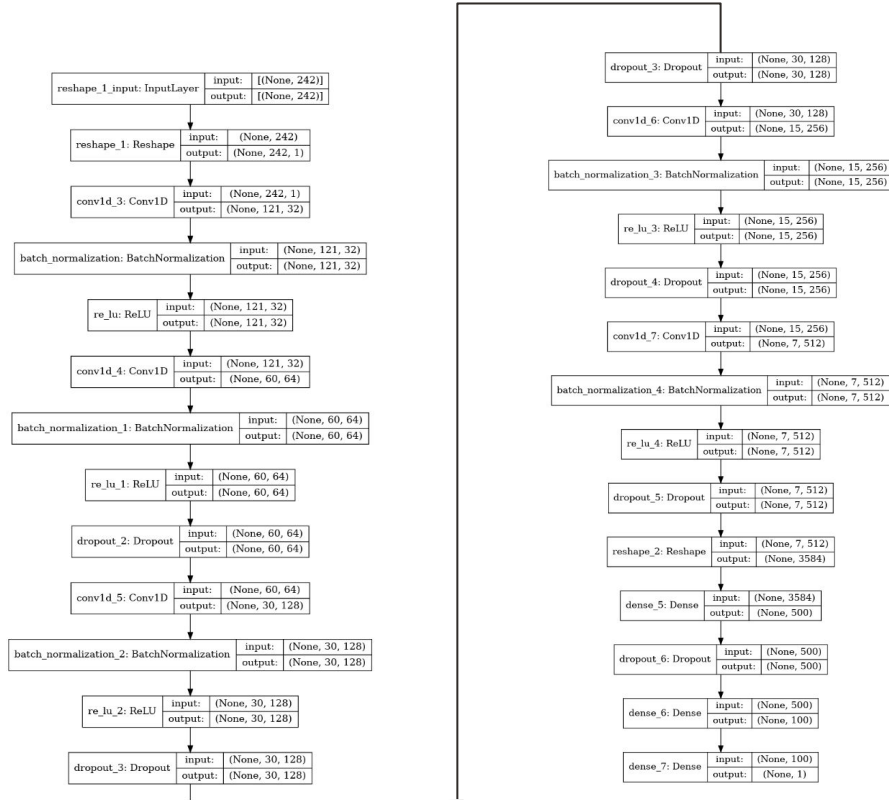 reshape_1_input: InputLayer input: [(None, 242)]
output: [(None, 242)]
reshape_1: Reshape input: (None, 242)
output: (None, 242, 1)
conv1d_3: Conv1D input: (None, 242, 1)
output: (None, 121, 32)
batch_normalization: BatchNormalization input: (None, 121, 32)
output: (None, 121, 32)
re_lu: ReLU input: (None, 121, 32)
output: (None, 121, 32)
conv1d_4: Conv1D input: (None, 121, 32)
output: (None, 60, 64)
batch_normalization_1: BatchNormalization input: (None, 60, 64)
output: (None, 60, 64)
re_lu_1: ReLU input: (None, 60, 64)
output: (None, 60, 64)
dropout_2: Dropout input: (None, 60, 64)
output: (None, 60, 64)
conv1d_5: Conv1D input: (None, 60, 64)
output: (None, 30, 128)
batch_normalization_2: BatchNormalization input: (None, 30, 128)
output: (None, 30, 128)
re_lu_2: ReLU input: (None, 30, 128)
output: (None, 30, 128)
dropout_3: Dropout input: (None, 30, 128)
output: (None, 30, 128)
dropout_3: Dropout input: (None, 30, 128)
output: (None, 30, 128)
conv1d_6: Conv1D input: (None, 30, 128)
output: (None, 15, 256)
batch_normalization_3: BatchNormalization input: (None, 15, 256)
output: (None, 15, 256)
re_lu_3: ReLU input: (None, 15, 256)
output: (None, 15, 256)
dropout_4: Dropout input: (None, 15, 256)
output: (None, 15, 256)
conv1d_7: Conv1D input: (None, 15, 256)
output: (None, 7, 512)
batch_normalization_4: BatchNormalization input: (None, 7, 512)
output: (None, 7, 512)
re_lu_4: ReLU input: (None, 7, 512)
output: (None, 7, 512)
dropout_5: Dropout input: (None, 7, 512)
output: (None, 7, 512)
reshape_2: Reshape input: (None, 7, 512)
output: (None, 3584)
dense_5: Dense input: (None, 3584)
output: (None, 500)
dropout_6: Dropout input: (None, 500)
output: (None, 500)
dense_6: Dense input: (None, 500)
output: (None, 100)
dense_7: Dense input: (None, 100)
output: (None, 1)